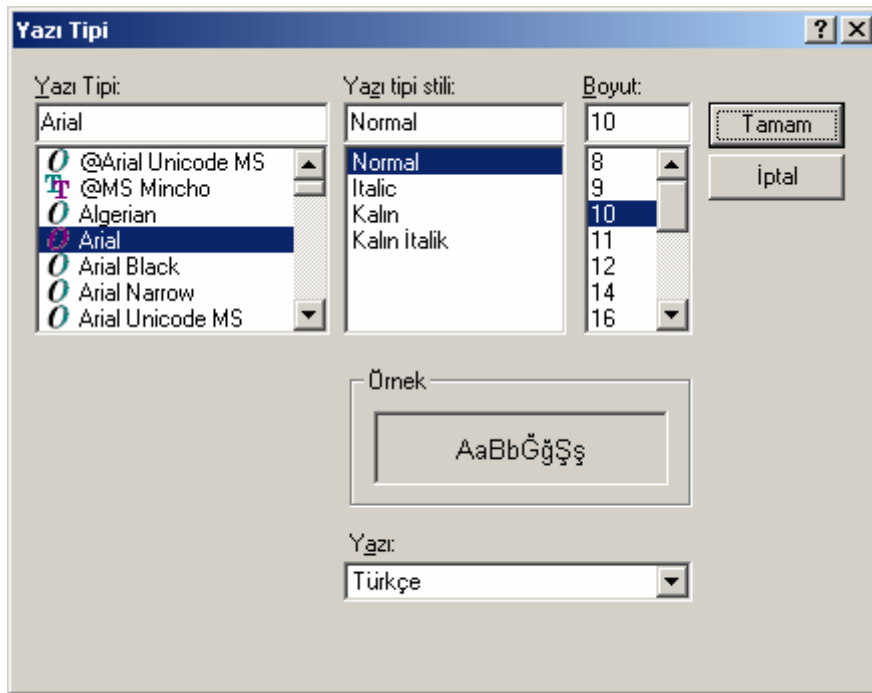 Yazı Tipi
Yazı Tipi:
Arial
@Arial Unicode MS
@MS Mincho
Algerian
Arial
Arial Black
Arial Narrow
Arial Unicode MS
Yazı tipi stili:
Normal
Normal
Italic
Kalın
Kalın İtalik
Boyut:
10
8
9
10
11
12
14
16
Tamam
İptal
Örnek
AaBbĞğŞş
Yazı:
Türkçe